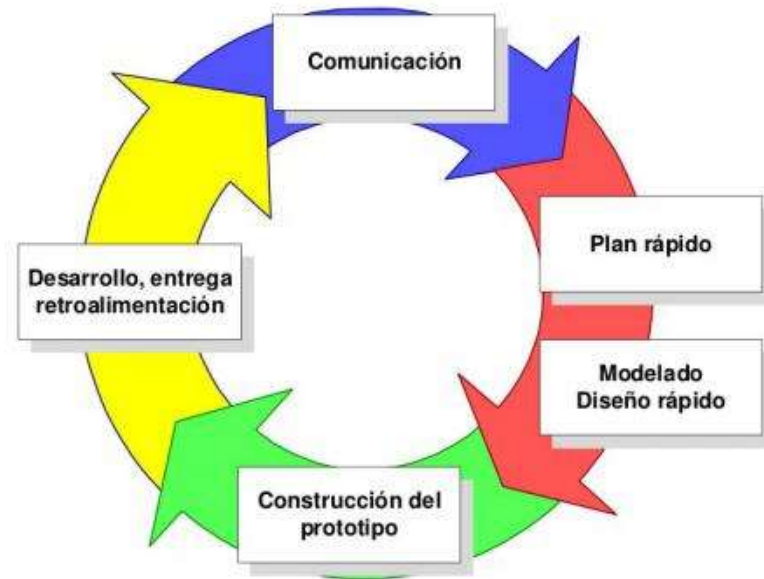 Comunicación
Plan rápido
Modelado
Diseño rápido
Construcción del
prototipo
Desarrollo, entrega
retroalimentación